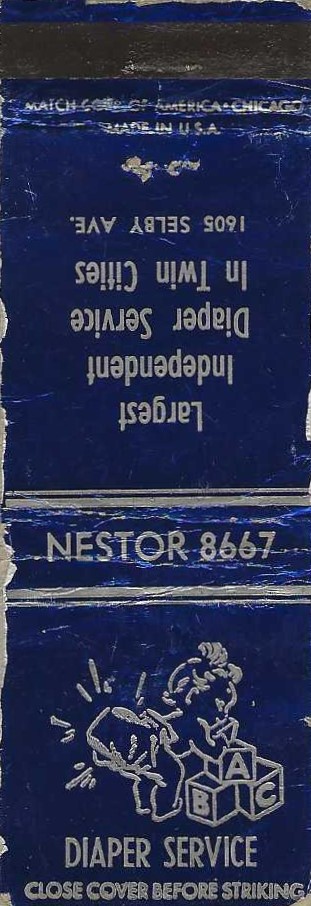 MATCH CORP. OF AMERICA • CHICAGO
MADE IN U.S.A.
Largest
Independent
Diaper Service
In Twin Cities
1605 SELBY AVE.
NESTOR 8667
A
B C
DIAPER SERVICE
CLOSE COVER BEFORE STRIKING